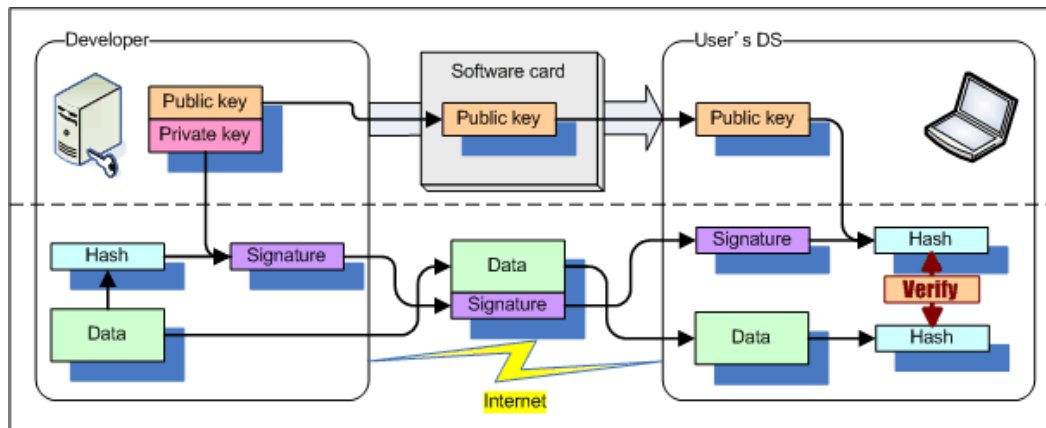 Developer
User's DS
Software card
Public key
Private key
Public key
Public key
Hash
Signature
Data
Data
Signature
Signature
Hash
Verify
Data
Hash
Internet